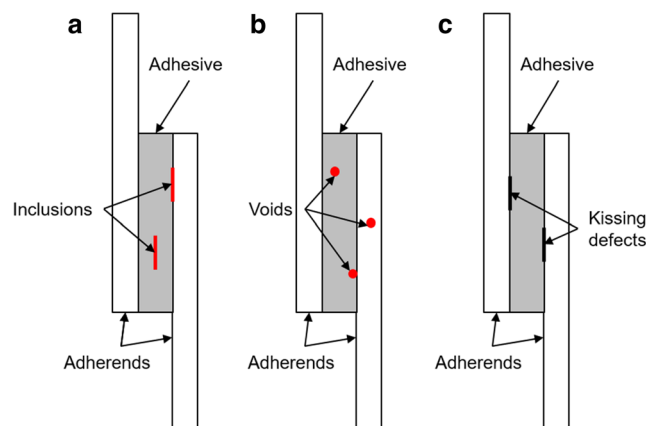 a
Adhesive
Inclusions
Adherends
b
Adhesive
Voids
Adherends
c
Adhesive
Kissing
defects
Adherends